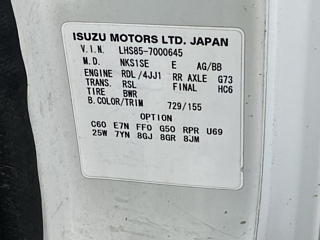 ISUZU MOTORS LTD. JAPAN
V.I.N. LHS85-7000645
M.D. NKS1SE E AG/BB
ENGINE RDL/4JJ1 RR AXLE G73
TRANS. RSL FINAL HC6
TIRE BWR
B.COLOR/TRIM 729/155
OPTION
C60 E7N FF0 G50 RPR U69
25W 7YN 8GJ 8GR 8JM